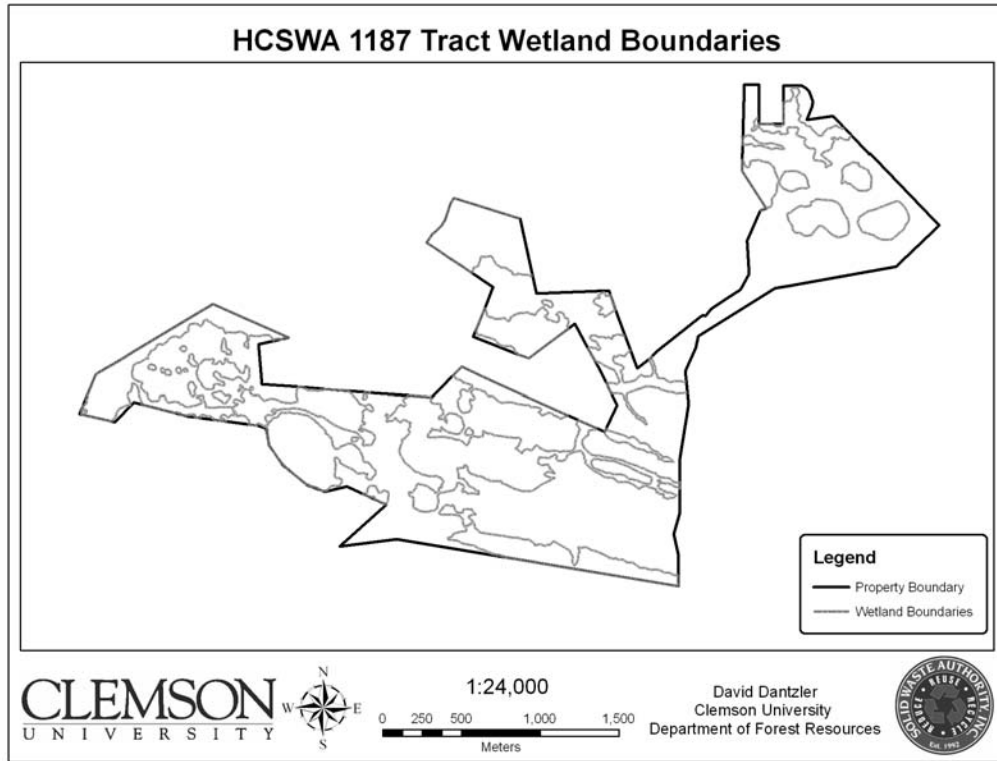 HCSWA 1187 Tract Wetland Boundaries
Legend
Property Boundary
Wetland Boundaries
CLEMSON
UNIVERSITY
N
W
E
S
1:24,000
0 250 500 1,000 1,500
Meters
David Dantzler
Clemson University
Department of Forest Resources
SOLID WASTE AUTHORITY, INC.
REDUCE REUSE RECYCLE
Est. 1992